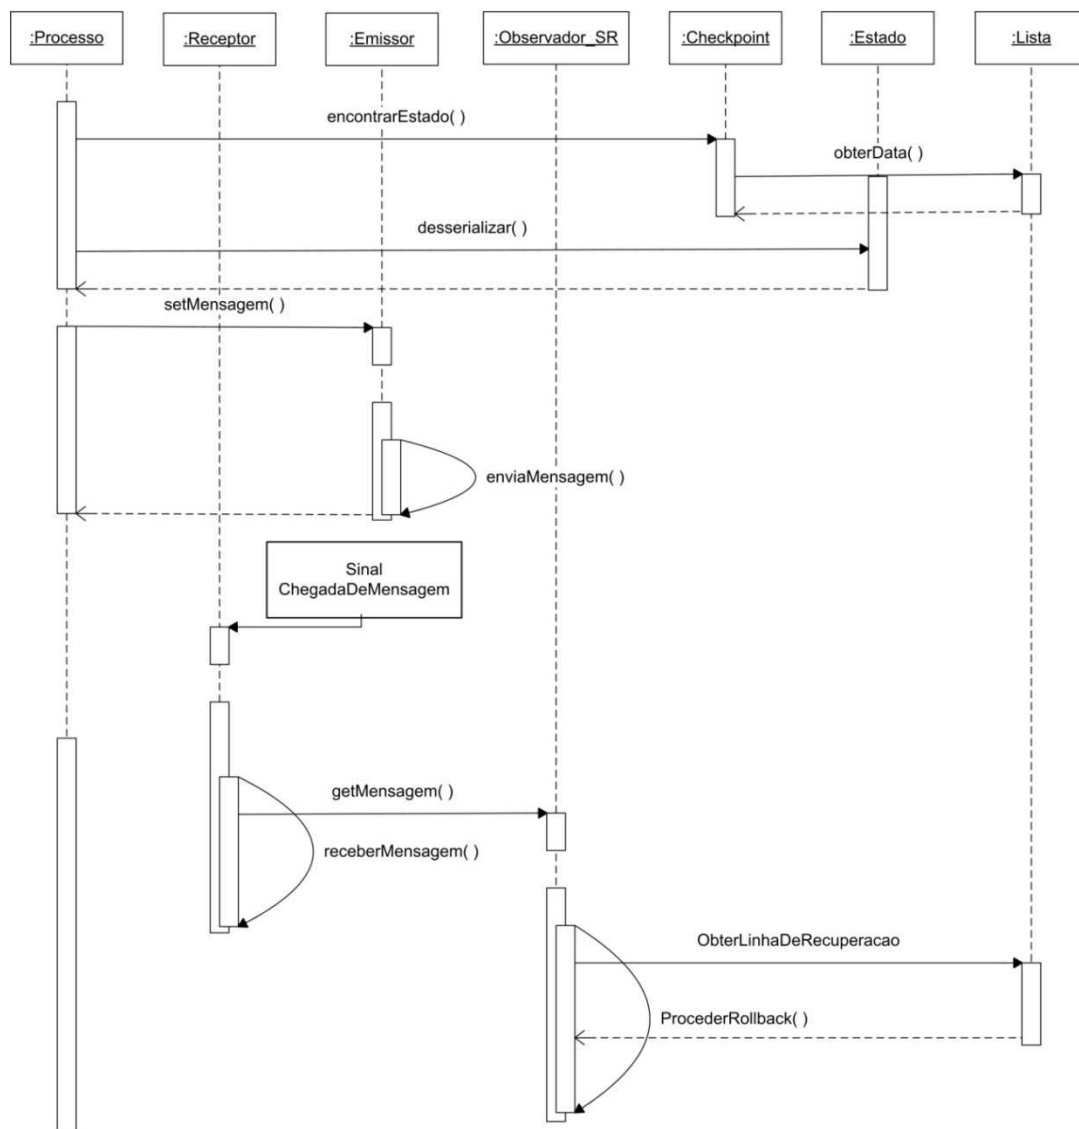 :Processo
:Receptor
:Emissor
:Observador_SR
:Checkpoint
:Estado
:Lista
encontrarEstado( )
obterData( )
desserializar( )
setMensagem( )
enviaMensagem( )
Sinal
ChegadaDeMensagem
getMensagem( )
receberMensagem( )
ObterLinhaDeRecuperacao
ProcederRollback( )